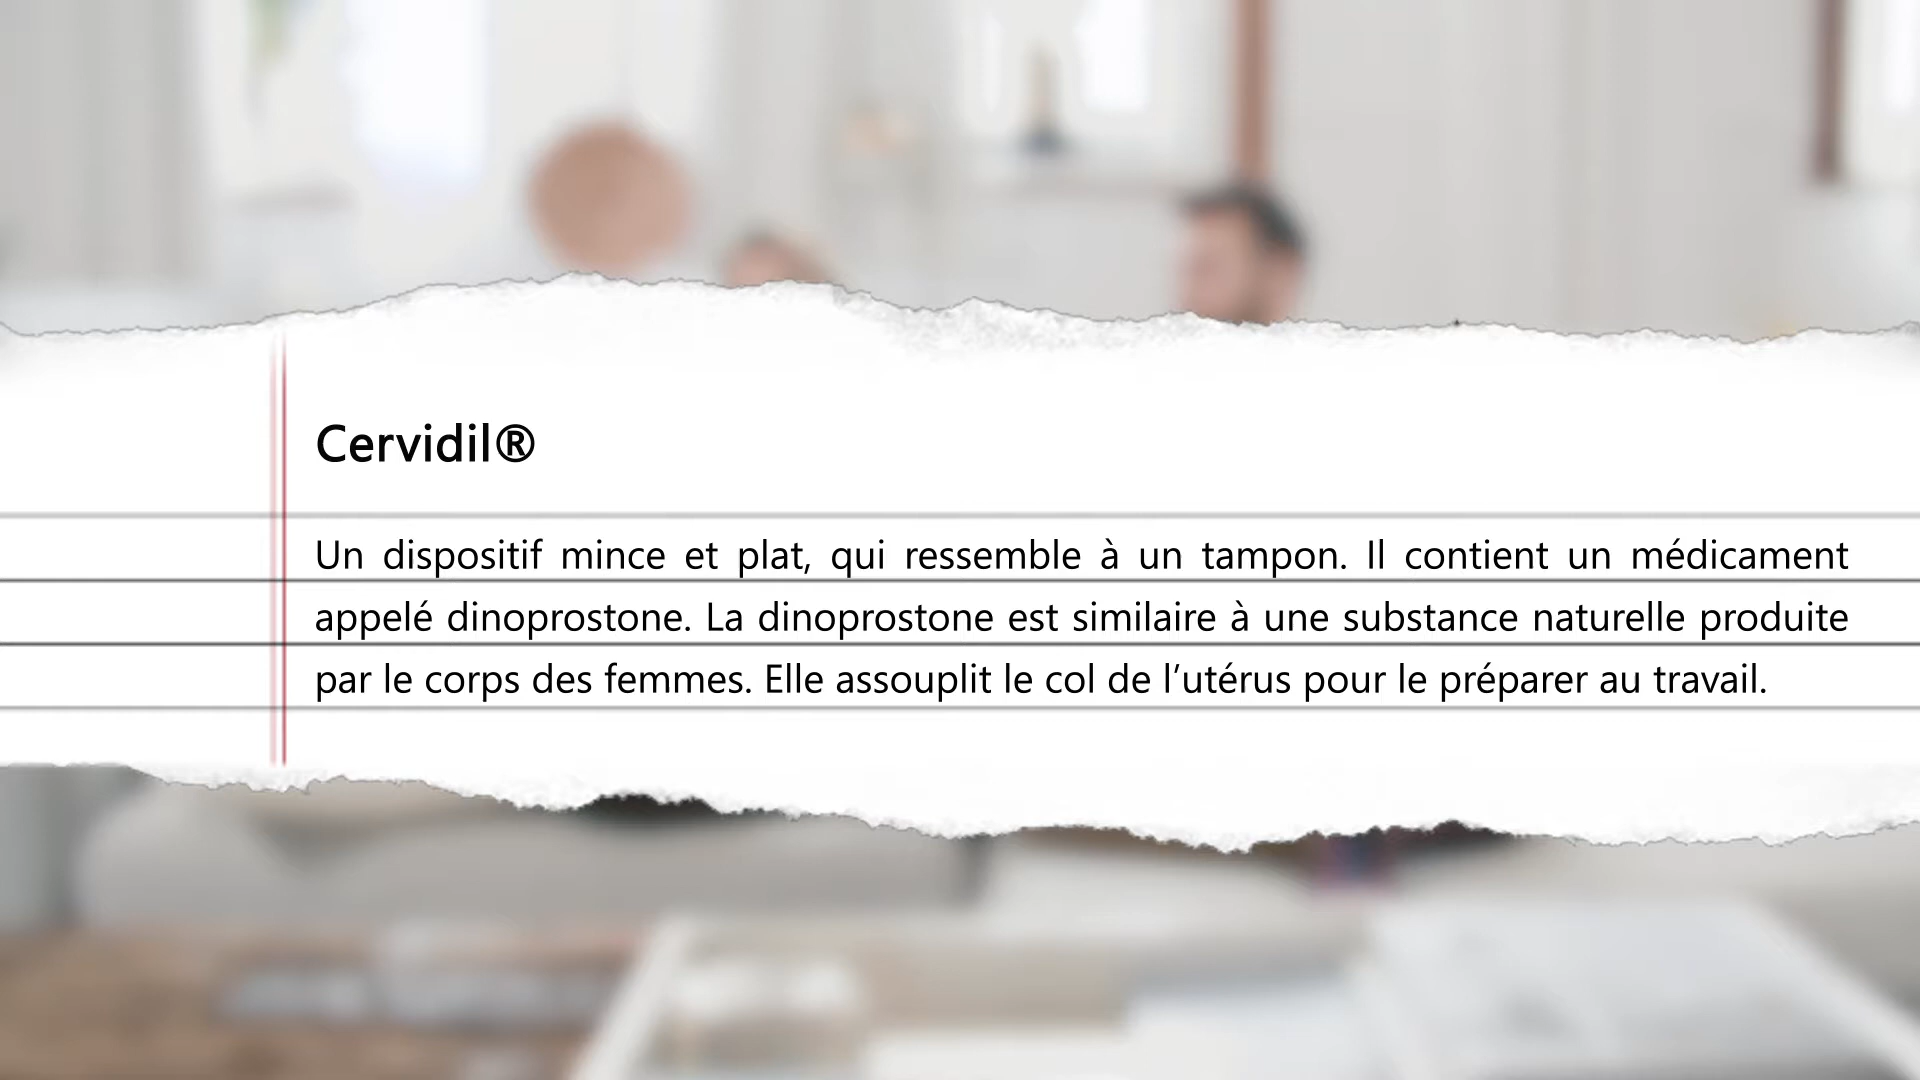 Cervidil®
Un dispositif mince et plat, qui ressemble à un tampon. Il contient un médicament
appelé dinoprostone. La dinoprostone est similaire à une substance naturelle produite
par le corps des femmes. Elle assouplit le col de l’utérus pour le préparer au travail.